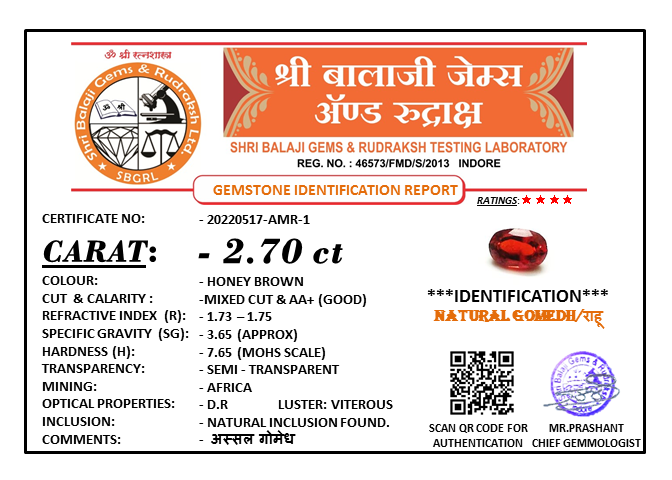 ॐ श्री रत्नशास्त्र
Shri Balaji Gems & Rudraksh Ltd.
SBGRL
श्री बालाजी जेम्स
ॲण्ड रुद्राक्ष
SHRI BALAJI GEMS & RUDRAKSH TESTING LABORATORY
REG. NO. : 46573/FMD/S/2013 INDORE
GEMSTONE IDENTIFICATION REPORT
RATINGS: ★ ★ ★ ★
CERTIFICATE NO: - 20220517-AMR-1
CARAT: - 2.70 ct
COLOUR: - HONEY BROWN
CUT & CALARITY : -MIXED CUT & AA+ (GOOD)
REFRACTIVE INDEX (R): - 1.73 – 1.75
SPECIFIC GRAVITY (SG): - 3.65 (APPROX)
HARDNESS (H): - 7.65 (MOHS SCALE)
TRANSPARENCY: - SEMI - TRANSPARENT
MINING: - AFRICA
OPTICAL PROPERTIES: - D.R LUSTER: VITEROUS
INCLUSION: - NATURAL INCLUSION FOUND.
COMMENTS: - अस्सल गोमेध
***IDENTIFICATION***
NATURAL GOMEDH/राहू
SCAN QR CODE FOR
AUTHENTICATION
MR.PRASHANT
CHIEF GEMMOLOGIST